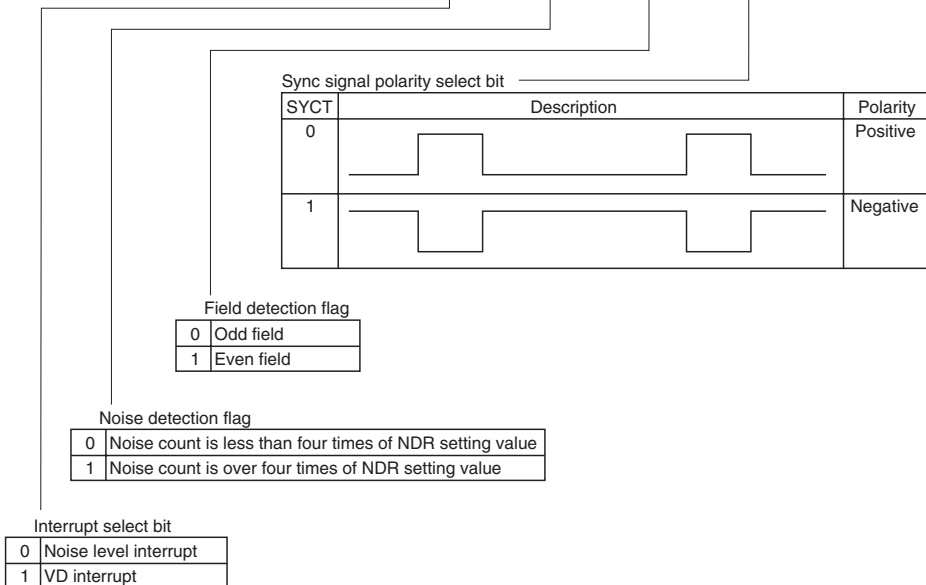 Sync signal polarity select bit
SYCT Description Polarity
0 Positive
1 Negative
Field detection flag
0 Odd field
1 Even field
Noise detection flag
0 Noise count is less than four times of NDR setting value
1 Noise count is over four times of NDR setting value
Interrupt select bit
0 Noise level interrupt
1 VD interrupt